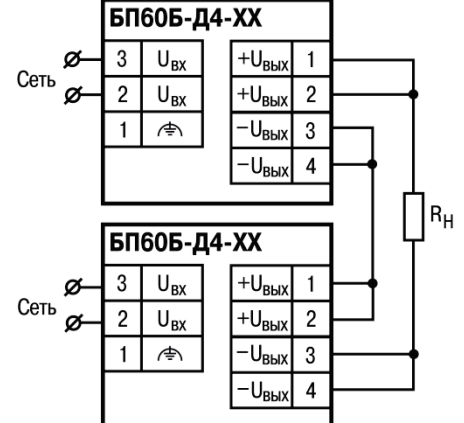 БП60Б-Д4-ХХ
3 Uвх +Uвых 1
Сеть
2 Uвх +Uвых 2
1 −Uвых 3
−Uвых 4
Rн
БП60Б-Д4-ХХ
3 Uвх +Uвых 1
Сеть
2 Uвх +Uвых 2
1 −Uвых 3
−Uвых 4